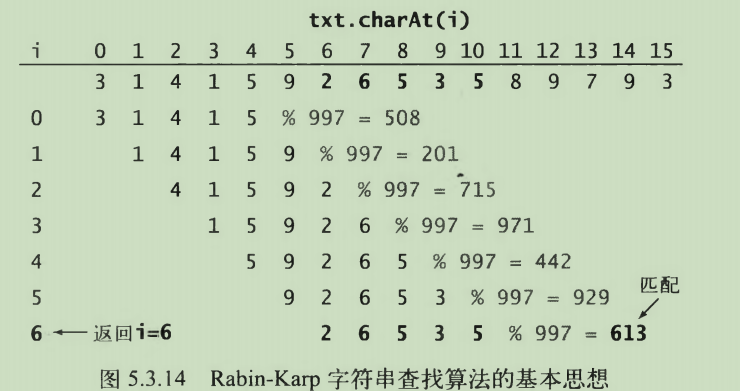 txt.charAt(i)
i 0 1 2 3 4 5 6 7 8 9 10 11 12 13 14 15
3 1 4 1 5 9 2 6 5 3 5 8 9 7 9 3
0 3 1 4 1 5 % 997 = 508
1 1 4 1 5 9 % 997 = 201
2 4 1 5 9 2 % 997 = 715
3 1 5 9 2 6 % 997 = 971
4 5 9 2 6 5 % 997 = 442
5 9 2 6 5 3 % 997 = 929
匹配
6 ← 返回i=6 2 6 5 3 5 % 997 = 613
图 5.3.14 Rabin-Karp 字符串查找算法的基本思想